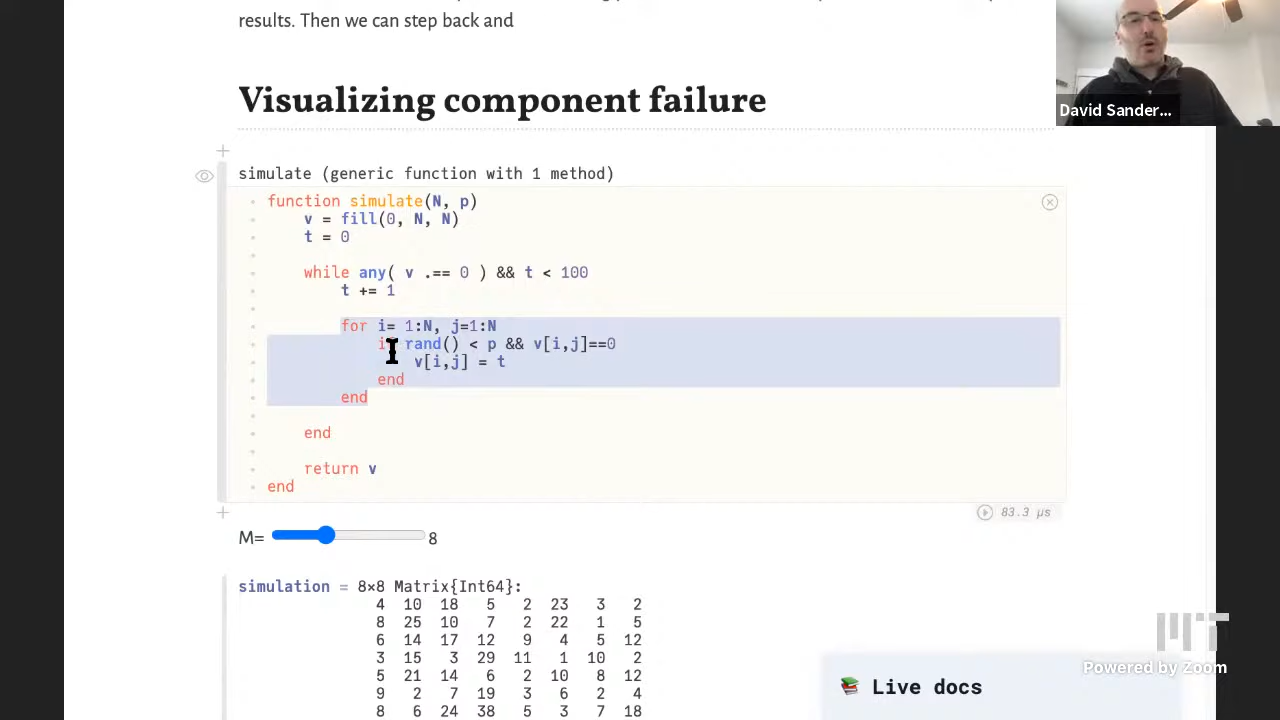 results. Then we can step back and
David Sander...
Visualizing component failure
simulate (generic function with 1 method)
function simulate(N, p)
v = fill(0, N, N)
t = 0
while any( v .== 0 ) && t < 100
t += 1
for i= 1:N, j=1:N
if rand() < p && v[i,j]==0
v[i,j] = t
end
end
end
return v
end
83.3 μs
M= 8
simulation = 8×8 Matrix{Int64}:
4 10 18 5 2 23 3 2
8 25 10 7 2 22 1 5
6 14 17 12 9 4 5 12
3 15 3 29 11 1 10 2
5 21 14 6 2 10 8 12
9 2 7 19 3 6 2 4
8 6 24 38 5 3 7 18
MIT
Powered by Zoom
Live docs